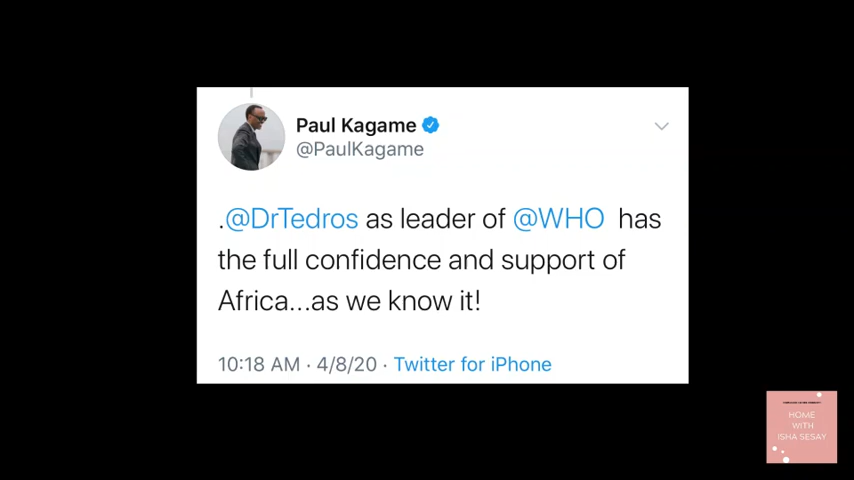 Paul Kagame
@PaulKagame
.@DrTedros as leader of @WHO has
the full confidence and support of
Africa...as we know it!
10:18 AM · 4/8/20 · Twitter for iPhone
HOME
WITH
ISHA SESAY